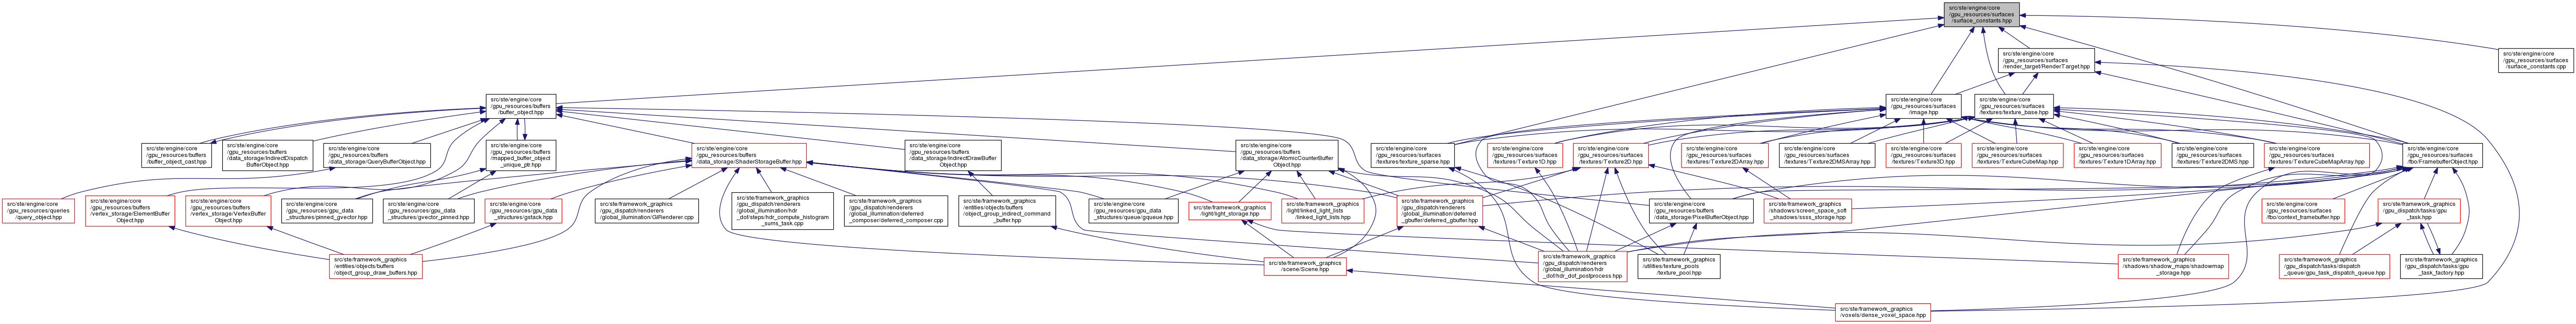 src/ste/engine/core
/gpu_resources/surfaces
/surface_constants.hpp
src/ste/engine/core
/gpu_resources/surfaces
/render_target/RenderTarget.hpp
src/ste/engine/core
/gpu_resources/surfaces
/surface_constants.cpp
src/ste/engine/core
/gpu_resources/buffers
/buffer_object.hpp
src/ste/engine/core
/gpu_resources/surfaces
/image.hpp
src/ste/engine/core
/gpu_resources/surfaces
/textures/texture_base.hpp
src/ste/engine/core
/gpu_resources/buffers
/buffer_object_cast.hpp
src/ste/engine/core
/gpu_resources/buffers
/data_storage/IndirectDispatch
BufferObject.hpp
src/ste/engine/core
/gpu_resources/buffers
/data_storage/QueryBufferObject.hpp
src/ste/engine/core
/gpu_resources/buffers
/mapped_buffer_object
_unique_ptr.hpp
src/ste/engine/core
/gpu_resources/buffers
/data_storage/ShaderStorageBuffer.hpp
src/ste/engine/core
/gpu_resources/buffers
/data_storage/IndirectDrawBuffer
Object.hpp
src/ste/engine/core
/gpu_resources/buffers
/data_storage/AtomicCounterBuffer
Object.hpp
src/ste/engine/core
/gpu_resources/surfaces
/textures/texture_sparse.hpp
src/ste/engine/core
/gpu_resources/surfaces
/textures/Texture1D.hpp
src/ste/engine/core
/gpu_resources/surfaces
/textures/Texture2D.hpp
src/ste/engine/core
/gpu_resources/surfaces
/textures/Texture2DArray.hpp
src/ste/engine/core
/gpu_resources/surfaces
/textures/Texture2DMSArray.hpp
src/ste/engine/core
/gpu_resources/surfaces
/textures/Texture3D.hpp
src/ste/engine/core
/gpu_resources/surfaces
/textures/TextureCubeMap.hpp
src/ste/engine/core
/gpu_resources/surfaces
/textures/Texture1DArray.hpp
src/ste/engine/core
/gpu_resources/surfaces
/textures/Texture2DMS.hpp
src/ste/engine/core
/gpu_resources/surfaces
/textures/TextureCubeMapArray.hpp
src/ste/engine/core
/gpu_resources/surfaces
/fbo/FramebufferObject.hpp
src/ste/engine/core
/gpu_resources/queries
/query_object.hpp
src/ste/engine/core
/gpu_resources/buffers
/vertex_storage/ElementBuffer
Object.hpp
src/ste/engine/core
/gpu_resources/buffers
/vertex_storage/VertexBuffer
Object.hpp
src/ste/engine/core
/gpu_resources/gpu_data
_structures/pinned_gvector.hpp
src/ste/engine/core
/gpu_resources/gpu_data
_structures/gvector_pinned.hpp
src/ste/engine/core
/gpu_resources/gpu_data
_structures/gstack.hpp
src/ste/framework_graphics
/gpu_dispatch/renderers
/global_illumination/GIRenderer.cpp
src/ste/framework_graphics
/gpu_dispatch/renderers
/global_illumination/hdr
_dof/steps/hdr_compute_histogram
_sums_task.cpp
src/ste/framework_graphics
/gpu_dispatch/renderers
/global_illumination/deferred
_composer/deferred_composer.cpp
src/ste/framework_graphics
/entities/objects/buffers
/object_group_indirect_command
_buffer.hpp
src/ste/engine/core
/gpu_resources/gpu_data
_structures/queue/gqueue.hpp
src/ste/framework_graphics
/light/light_storage.hpp
src/ste/framework_graphics
/light/linked_light_lists
/linked_light_lists.hpp
src/ste/framework_graphics
/gpu_dispatch/renderers
/global_illumination/deferred
_gbuffer/deferred_gbuffer.hpp
src/ste/engine/core
/gpu_resources/buffers
/data_storage/PixelBufferObject.hpp
src/ste/framework_graphics
/shadows/screen_space_soft
_shadows/ssss_storage.hpp
src/ste/engine/core
/gpu_resources/surfaces
/fbo/context_framebuffer.hpp
src/ste/framework_graphics
/gpu_dispatch/tasks/gpu
_task.hpp
src/ste/framework_graphics
/entities/objects/buffers
/object_group_draw_buffers.hpp
src/ste/framework_graphics
/scene/Scene.hpp
src/ste/framework_graphics
/gpu_dispatch/renderers
/global_illumination/hdr
_dof/hdr_dof_postprocess.hpp
src/ste/framework_graphics
/utilities/texture_pools
/texture_pool.hpp
src/ste/framework_graphics
/shadows/shadow_maps/shadowmap
_storage.hpp
src/ste/framework_graphics
/gpu_dispatch/tasks/dispatch
_queue/gpu_task_dispatch_queue.hpp
src/ste/framework_graphics
/gpu_dispatch/tasks/gpu
_task_factory.hpp
src/ste/framework_graphics
/voxels/dense_voxel_space.hpp